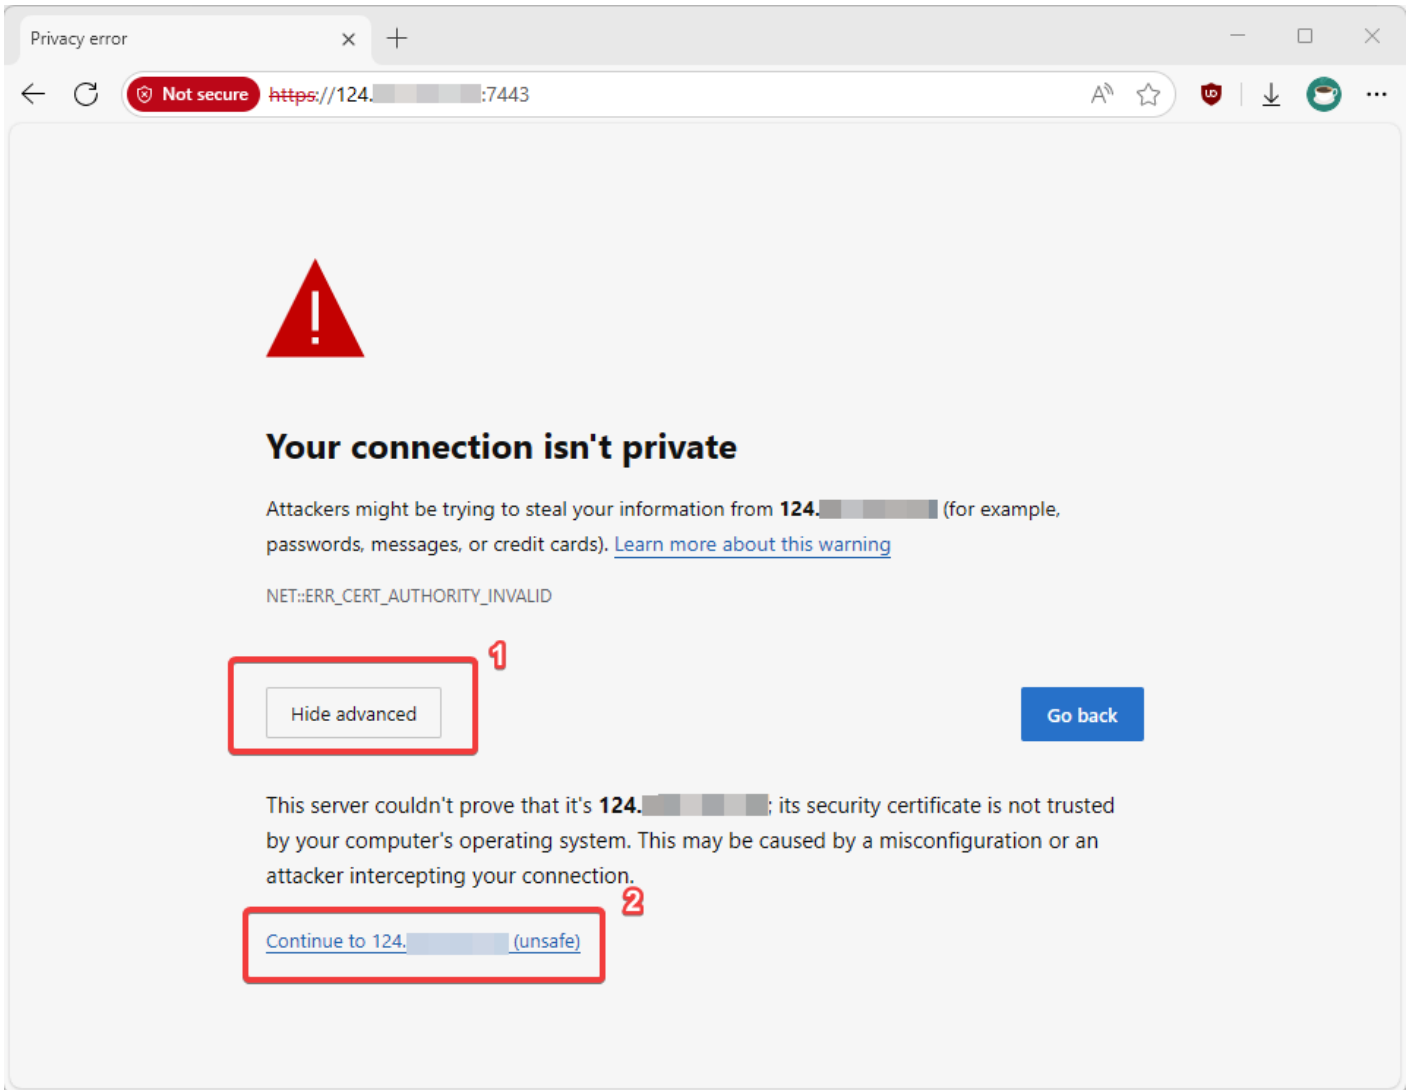 Privacy error
Not secure https://124. :7443
Your connection isn't private
Attackers might be trying to steal your information from 124. (for example,
passwords, messages, or credit cards). Learn more about this warning
NET::ERR_CERT_AUTHORITY_INVALID
1
Hide advanced
Go back
This server couldn't prove that it's 124. ; its security certificate is not trusted
by your computer's operating system. This may be caused by a misconfiguration or an
attacker intercepting your connection.
2
Continue to 124. (unsafe)